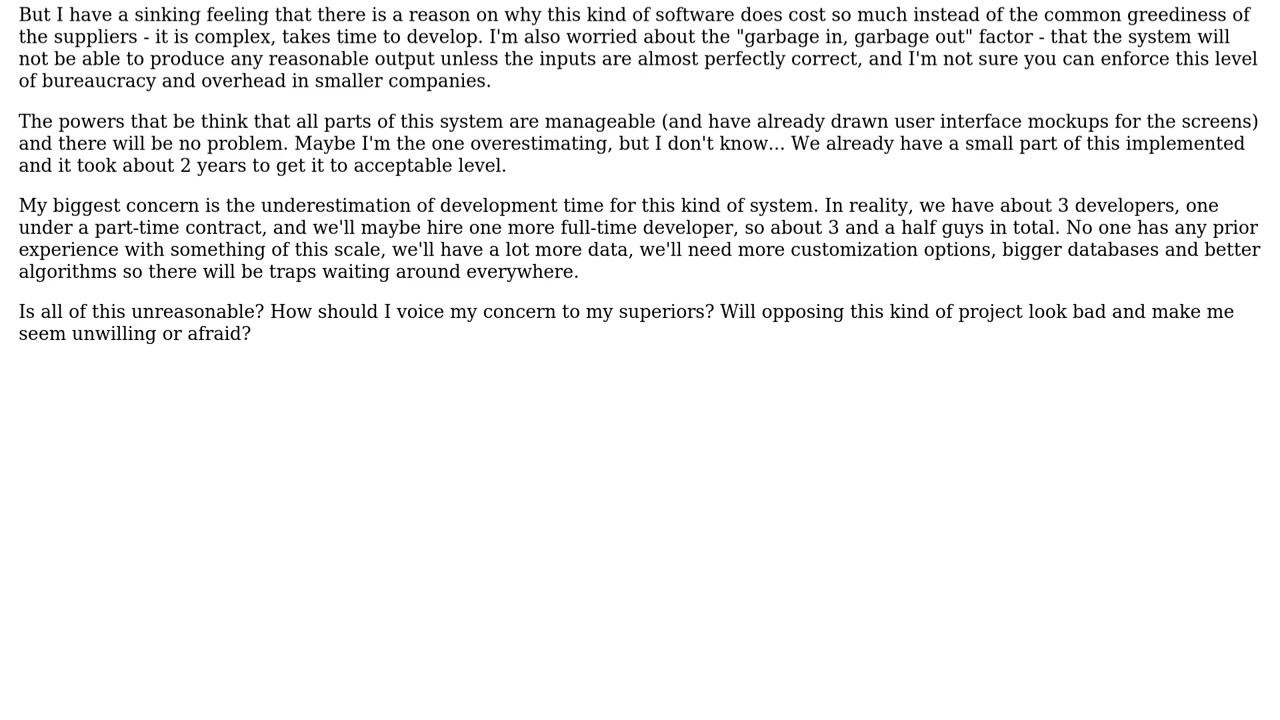 But I have a sinking feeling that there is a reason on why this kind of software does cost so much instead of the common greediness of
the suppliers - it is complex, takes time to develop. I'm also worried about the "garbage in, garbage out" factor - that the system will
not be able to produce any reasonable output unless the inputs are almost perfectly correct, and I'm not sure you can enforce this level
of bureaucracy and overhead in smaller companies.
The powers that be think that all parts of this system are manageable (and have already drawn user interface mockups for the screens)
and there will be no problem. Maybe I'm the one overestimating, but I don't know... We already have a small part of this implemented
and it took about 2 years to get it to acceptable level.
My biggest concern is the underestimation of development time for this kind of system. In reality, we have about 3 developers, one
under a part-time contract, and we'll maybe hire one more full-time developer, so about 3 and a half guys in total. No one has any prior
experience with something of this scale, we'll have a lot more data, we'll need more customization options, bigger databases and better
algorithms so there will be traps waiting around everywhere.
Is all of this unreasonable? How should I voice my concern to my superiors? Will opposing this kind of project look bad and make me
seem unwilling or afraid?